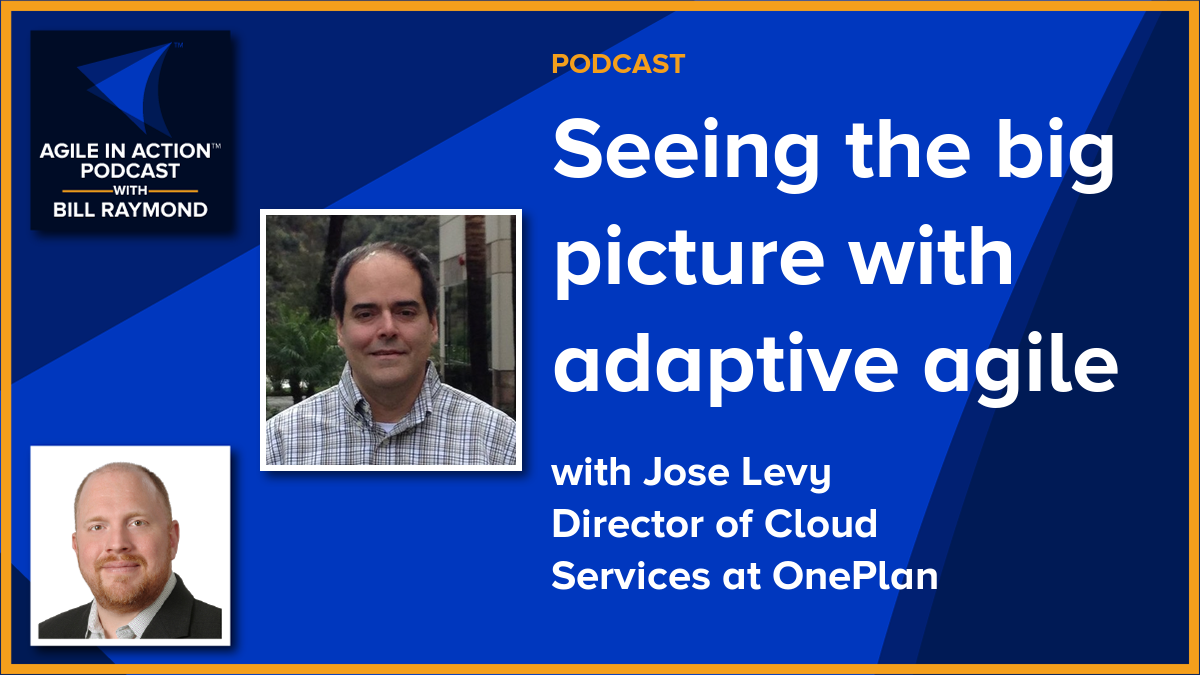 AGILE IN ACTION™
PODCAST
WITH
BILL RAYMOND
PODCAST
Seeing the big
picture with
adaptive agile
with Jose Levy
Director of Cloud
Services at OnePlan